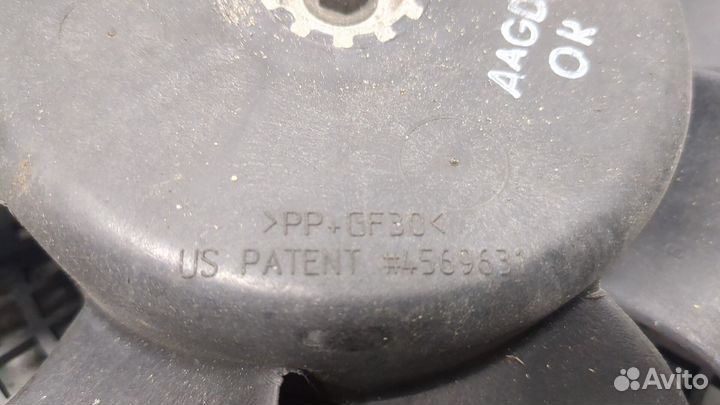 AAGD
OK
>PP+GF30<
US PATENT #4569631
Avito